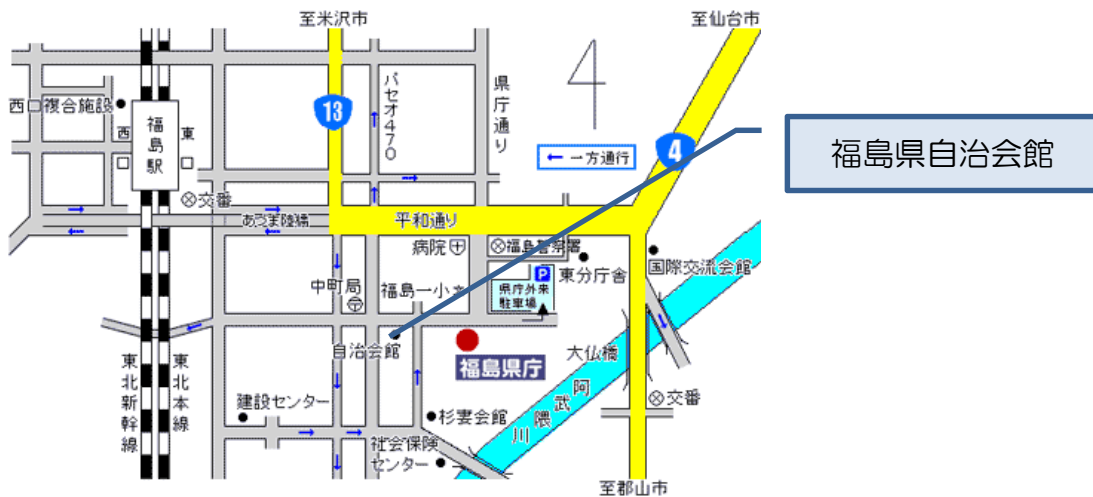 至米沢市
至仙台市
13
パセオ470
県庁通り
西口複合施設
西口
福島駅
東口
← 一方通行
4
福島県自治会館
交番
あづま陸橋
平和通り
病院
福島警察署
東分庁舎
国際交流会館
P
県庁外来
駐車場
中町局
福島一小
文
自治会館
福島県庁
大仏橋
阿武隈川
東北新幹線
東北本線
建設センター
杉妻会館
交番
社会保険
センター
至郡山市